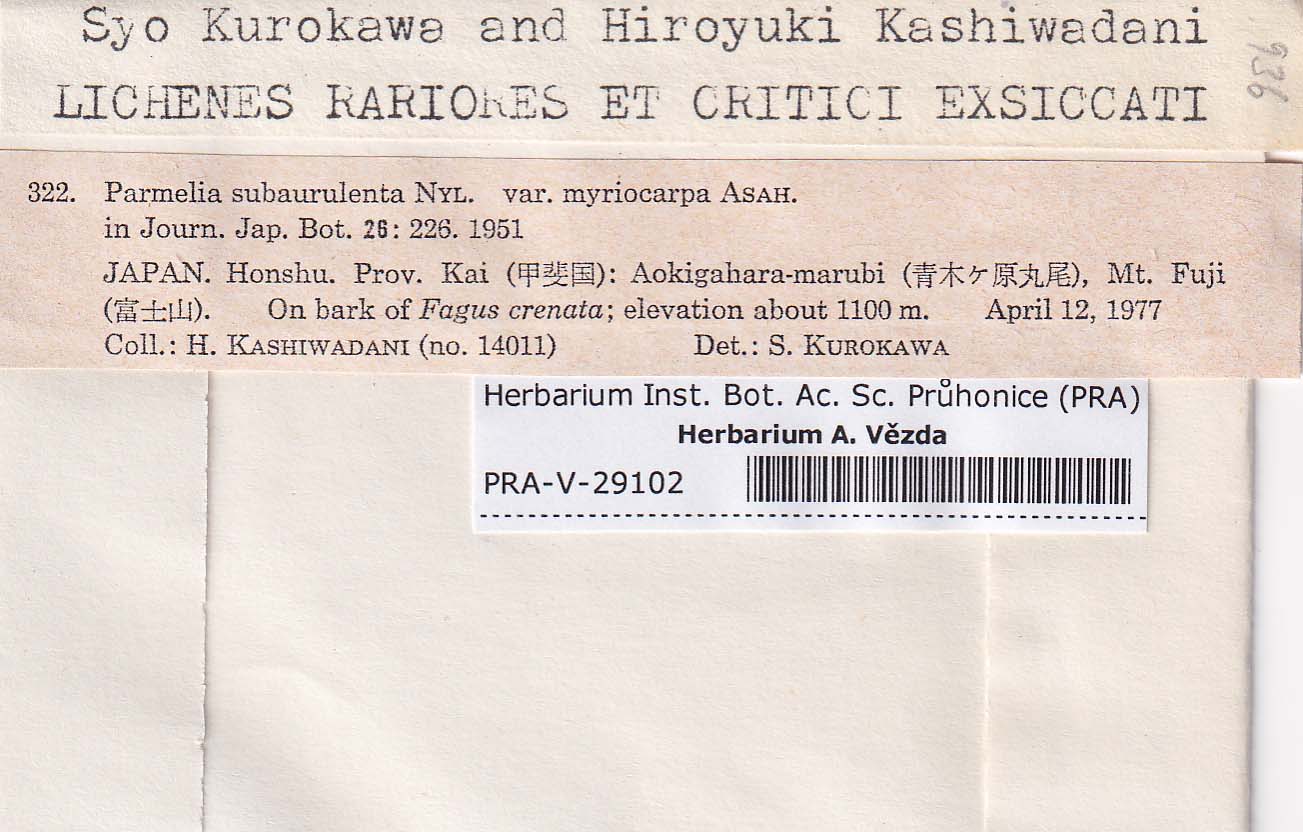 Syo Kurokawa and Hiroyuki Kashiwadani
LICHENES RARIORES ET CRITICI EXSICCATI
936
322. Parmelia subaurulenta NYL. var. myriocarpa ASAH.
in Journ. Jap. Bot. 26: 226. 1951
JAPAN. Honshu. Prov. Kai (甲斐国): Aokigahara-marubi (青木ヶ原丸尾), Mt. Fuji
(富士山). On bark of Fagus crenata; elevation about 1100 m. April 12, 1977
Coll.: H. KASHIWADANI (no. 14011) Det.: S. KUROKAWA
Herbarium Inst. Bot. Ac. Sc. Průhonice (PRA)
Herbarium A. Vězda
PRA-V-29102